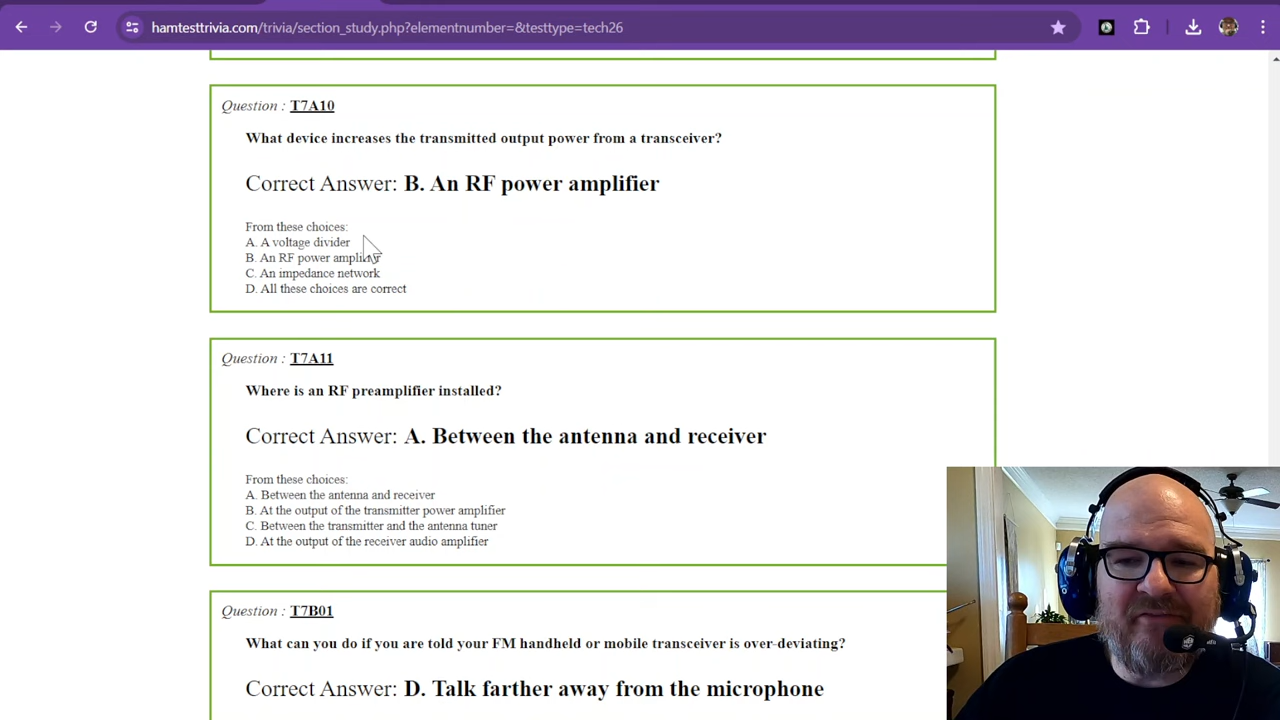 hamtesttrivia.com/trivia/section_study.php?elementnumber=&testtype=tech26
Question : T7A10
What device increases the transmitted output power from a transceiver?
Correct Answer: B. An RF power amplifier
From these choices:
A. A voltage divider
B. An RF power amplifier
C. An impedance network
D. All these choices are correct
Question : T7A11
Where is an RF preamplifier installed?
Correct Answer: A. Between the antenna and receiver
From these choices:
A. Between the antenna and receiver
B. At the output of the transmitter power amplifier
C. Between the transmitter and the antenna tuner
D. At the output of the receiver audio amplifier
Question : T7B01
What can you do if you are told your FM handheld or mobile transceiver is over-deviating?
Correct Answer: D. Talk farther away from the microphone